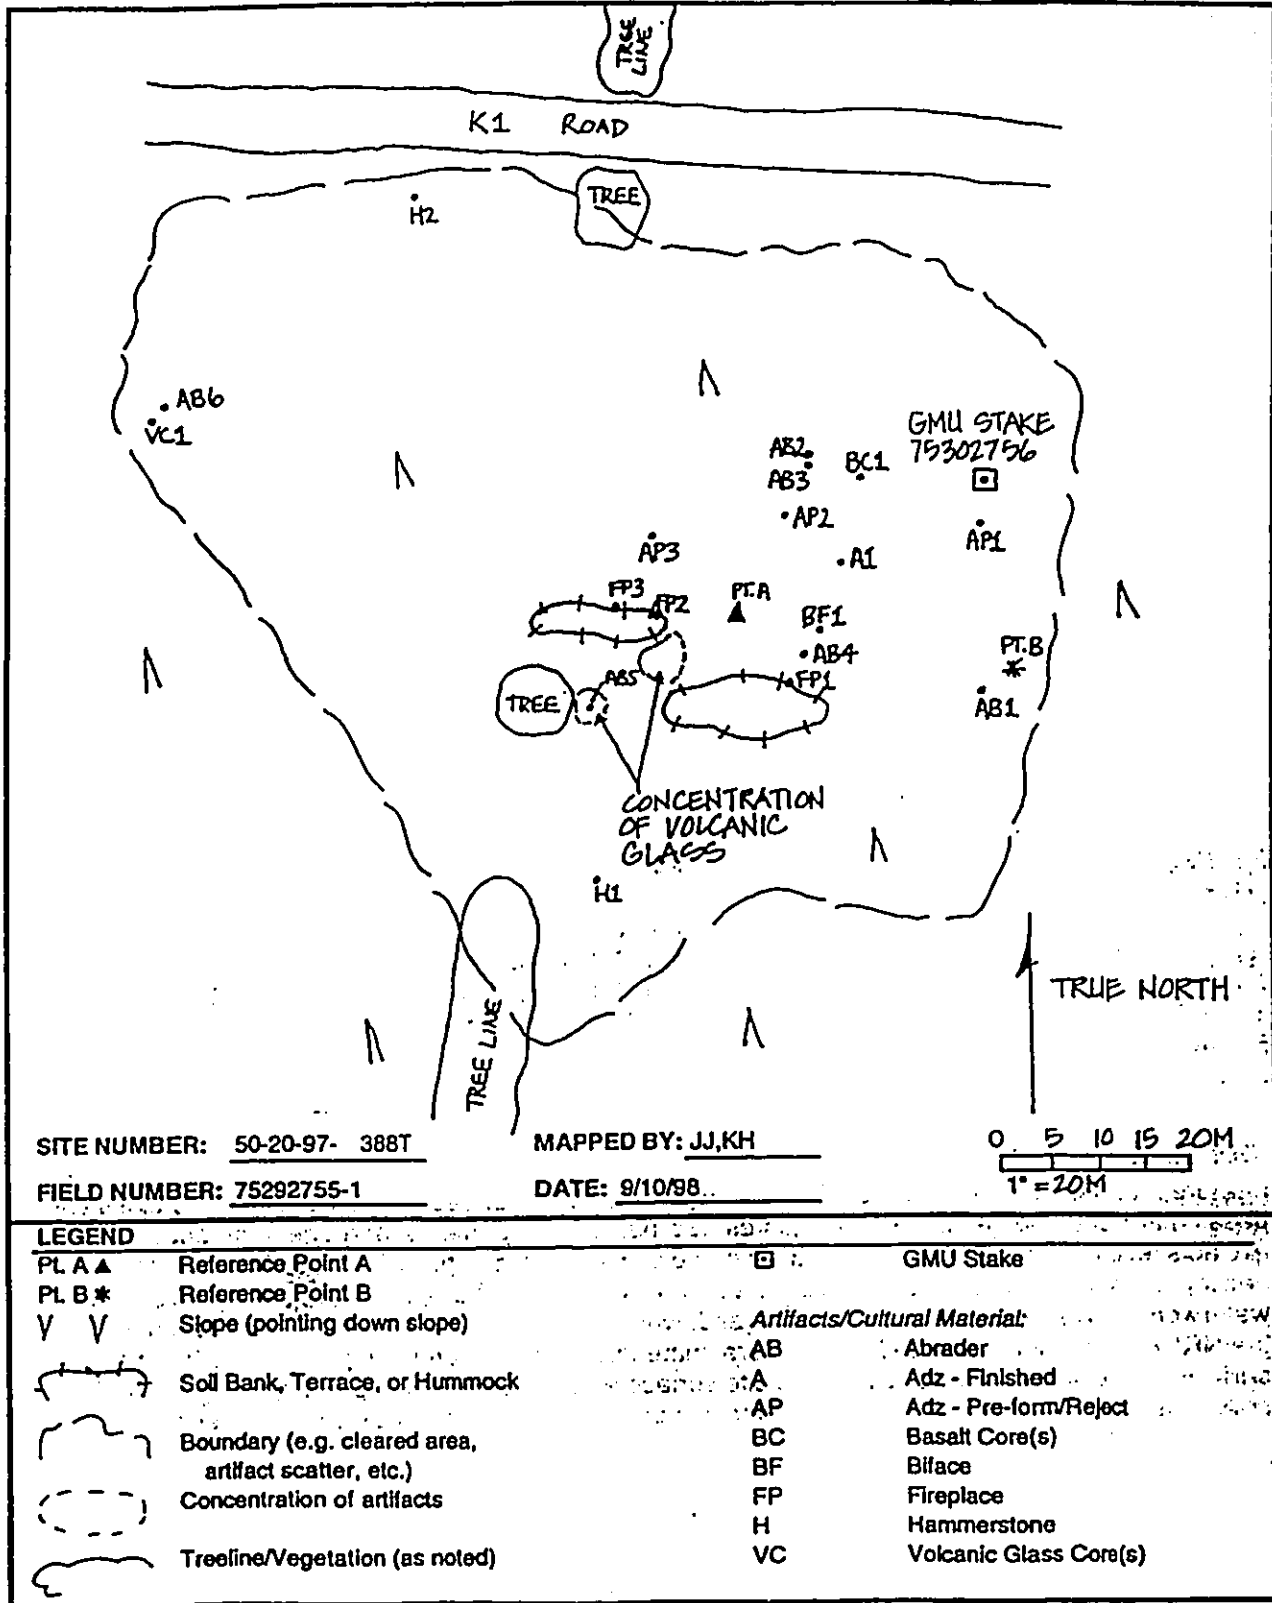 TREE
LINE
K1 ROAD
TREE
H2
AB6
VC1
GMU STAKE
75302756
AB2
AB3
BC1
AP2
AP1
AP3
A1
FP3
FP2
PT.A
BF1
AB4
PT.B
AB5
FP1
TREE
AB1
CONCENTRATION
OF VOLCANIC
GLASS
H1
TREE LINE
TRUE NORTH
SITE NUMBER: 50-20-97- 388T MAPPED BY: JJ,KH
0 5 10 15 20M
1" = 20M
FIELD NUMBER: 75292755-1 DATE: 9/10/98
LEGEND
Pt. A Reference Point A GMU Stake
Pt. B Reference Point B
Slope (pointing down slope) Artifacts/Cultural Material:
AB Abrader
Soil Bank, Terrace, or Hummock A Adz - Finished
AP Adz - Pre-form/Reject
Boundary (e.g. cleared area, BC Basalt Core(s)
artifact scatter, etc.) BF Biface
Concentration of artifacts FP Fireplace
H Hammerstone
Treeline/Vegetation (as noted) VC Volcanic Glass Core(s)